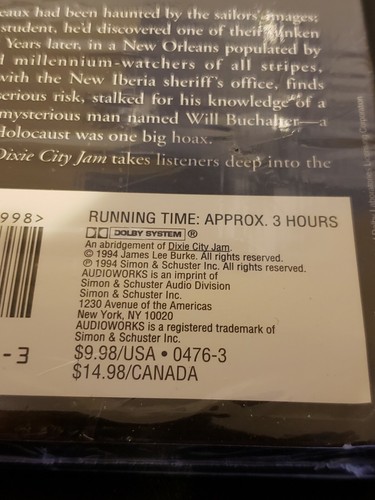 eaux had been haunted by the sailors' images;
student, he'd discovered one of their sunken
Years later, in a New Orleans populated by
d millennium-watchers of all stripes,
with the New Iberia sheriff's office, finds
serious risk, stalked for his knowledge of a
mysterious man named Will Buchalter—a
Holocaust was one big hoax.
Dixie City Jam takes listeners deep into the
998>
RUNNING TIME: APPROX. 3 HOURS
DOLBY SYSTEM ®
An abridgement of Dixie City Jam.
© 1994 James Lee Burke. All rights reserved.
℗ 1994 Simon & Schuster Inc. All rights reserved.
AUDIOWORKS is an imprint of
Simon & Schuster Audio Division
Simon & Schuster Inc.
1230 Avenue of the Americas
New York, NY 10020
AUDIOWORKS is a registered trademark of
Simon & Schuster Inc.
-3
$9.98/USA • 0476-3
$14.98/CANADA
Dolby Laboratories Licensing Corporation